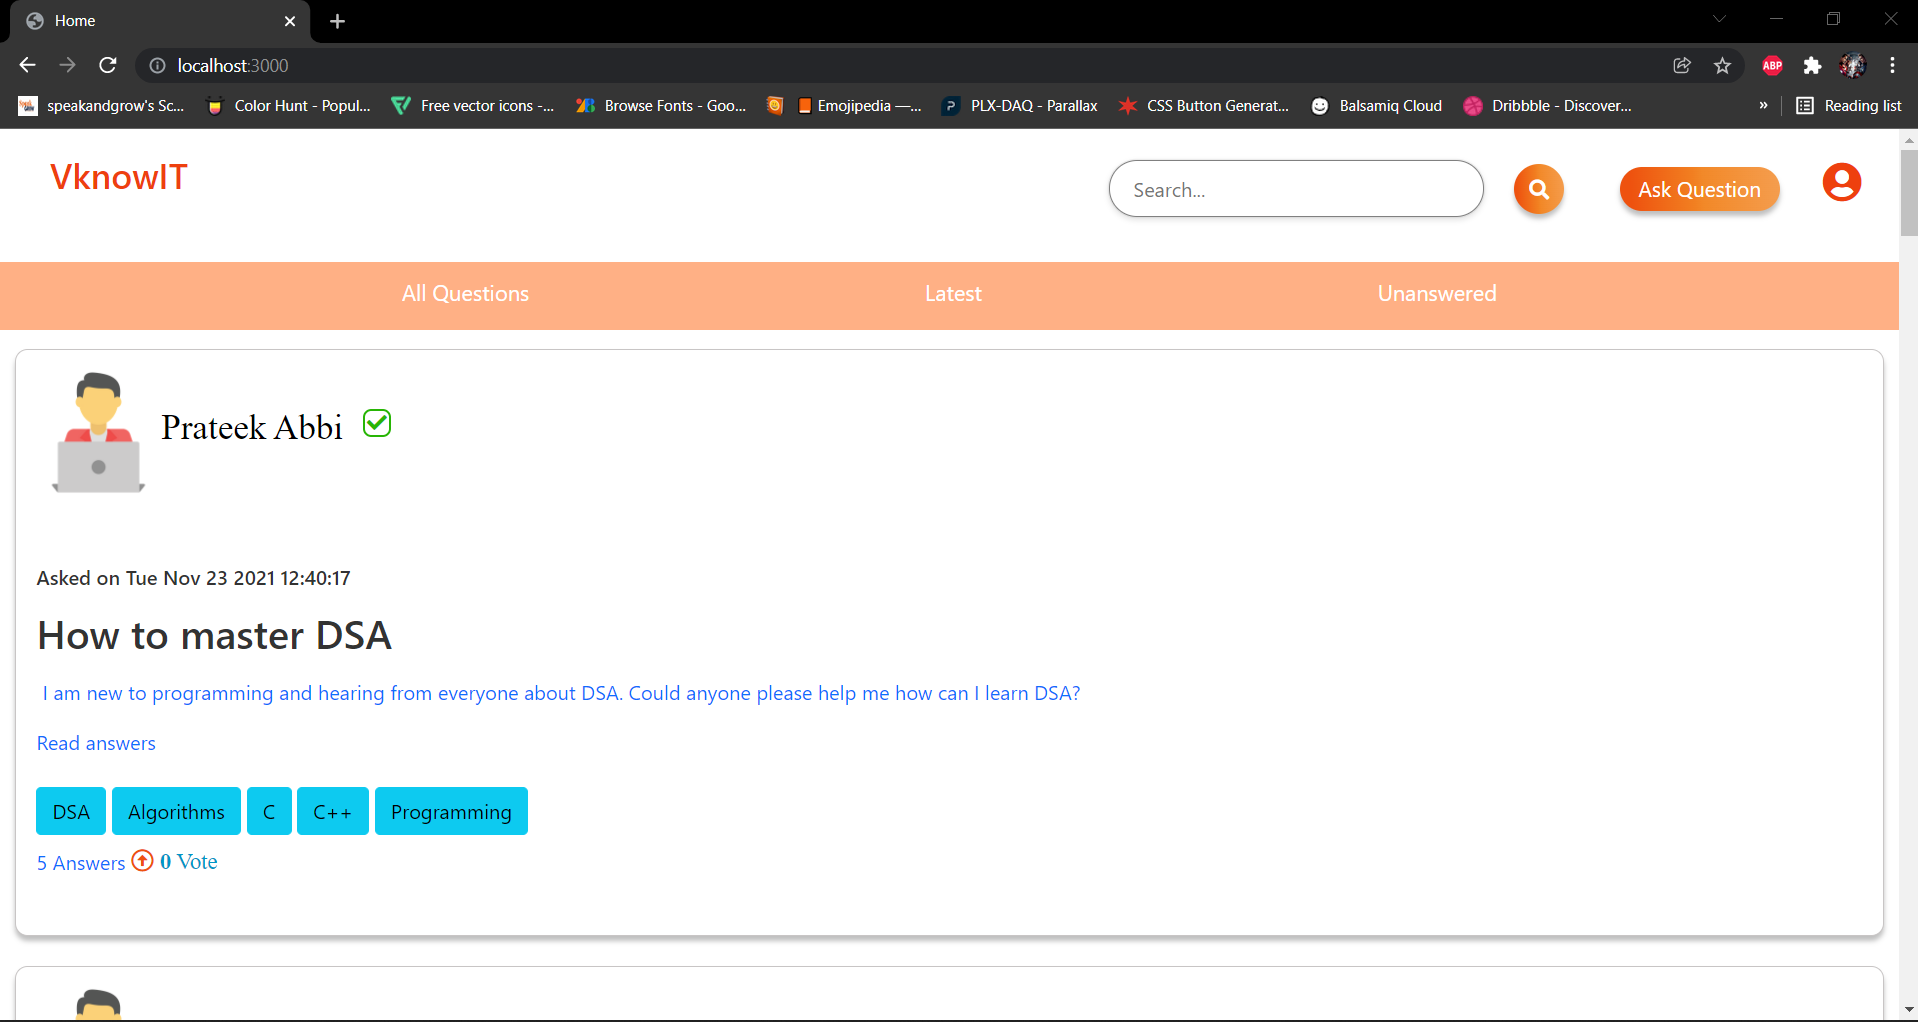 Home
localhost:3000
ABP
speakandgrow's Sc... Color Hunt - Popul... Free vector icons -... Browse Fonts - Goo... Emojipedia —... PLX-DAQ - Parallax CSS Button Generat... Balsamiq Cloud Dribbble - Discover... » Reading list
VknowIT
Search...
Ask Question
All Questions Latest Unanswered
Prateek Abbi
Asked on Tue Nov 23 2021 12:40:17
How to master DSA
I am new to programming and hearing from everyone about DSA. Could anyone please help me how can I learn DSA?
Read answers
DSA Algorithms C C++ Programming
5 Answers 0 Vote